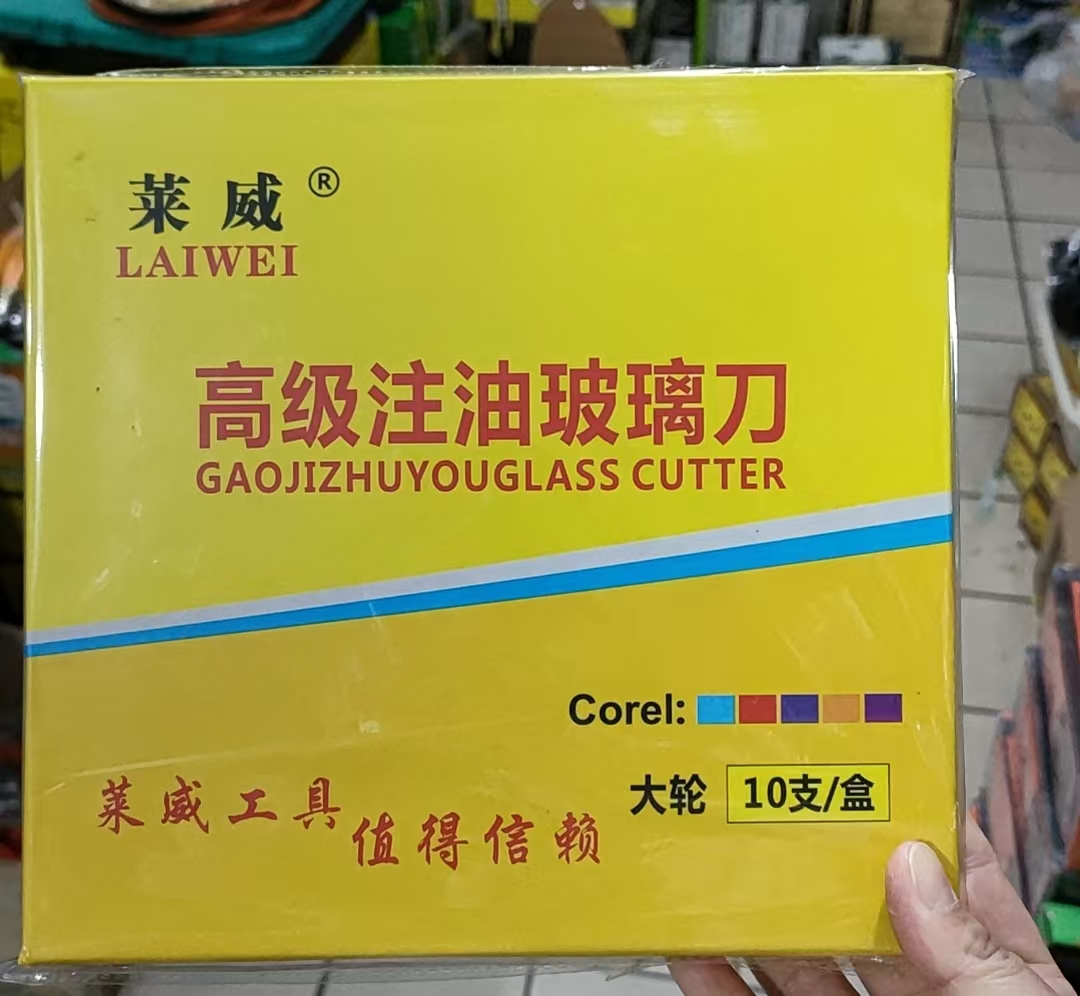 莱威®
LAIWEI
高级注油玻璃刀
GAOJIZHUYOUGLASS CUTTER
Corel:
大轮 10支/盒
莱威工具
值得信赖